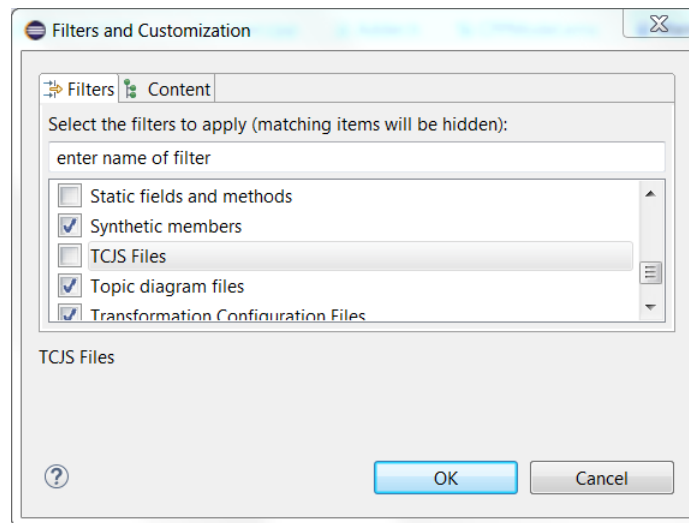 Filters and Customization
Filters
Content
Select the filters to apply (matching items will be hidden):
enter name of filter
Static fields and methods
Synthetic members
TCJS Files
Topic diagram files
Transformation Configuration Files
TCJS Files
?
OK
Cancel